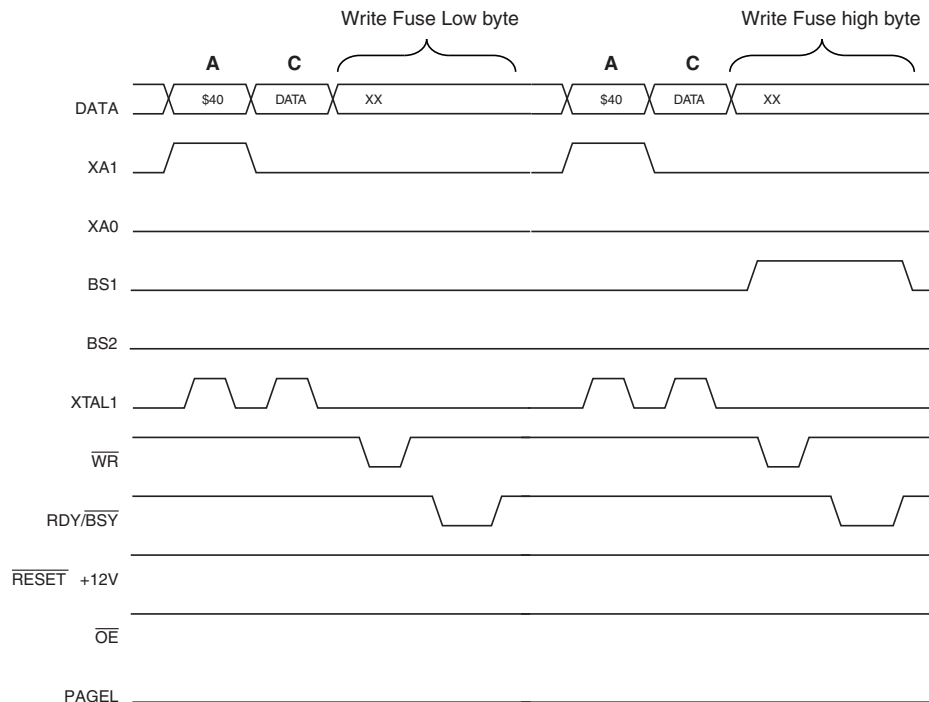 Write Fuse Low byte Write Fuse high byte
A C A C
DATA $40 DATA XX $40 DATA XX
XA1
XA0
BS1
BS2
XTAL1
WR
RDY/BSY
RESET +12V
OE
PAGEL